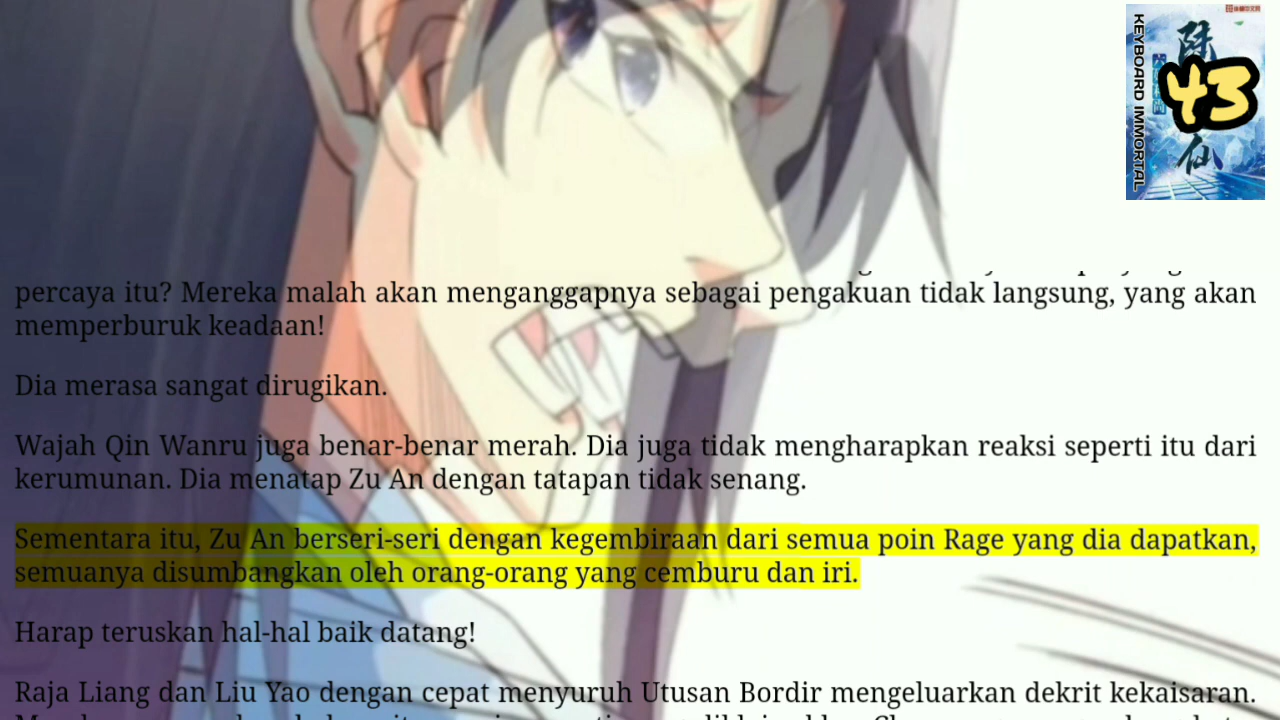 KEYBOARD IMMORTAL
43
仙
percaya itu? Mereka malah akan menganggapnya sebagai pengakuan tidak langsung, yang akan
memperburuk keadaan!
Dia merasa sangat dirugikan.
Wajah Qin Wanru juga benar-benar merah. Dia juga tidak mengharapkan reaksi seperti itu dari
kerumunan. Dia menatap Zu An dengan tatapan tidak senang.
Sementara itu, Zu An berseri-seri dengan kegembiraan dari semua poin Rage yang dia dapatkan,
semuanya disumbangkan oleh orang-orang yang cemburu dan iri.
Harap teruskan hal-hal baik datang!
Raja Liang dan Liu Yao dengan cepat menyuruh Utusan Bordir mengeluarkan dekrit kekaisaran.